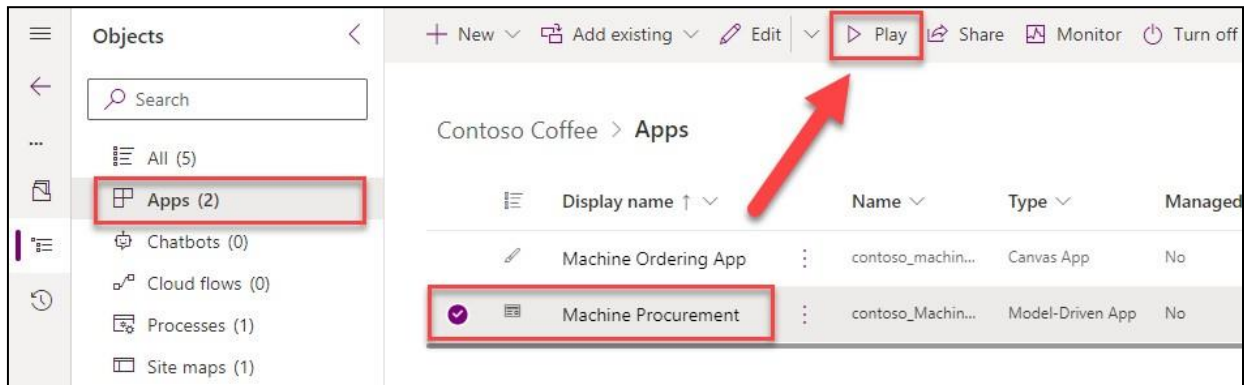 Objects
Search
All (5)
Apps (2)
Chatbots (0)
Cloud flows (0)
Processes (1)
Site maps (1)
New Add existing Edit Play Share Monitor Turn off
Contoso Coffee > Apps
Display name ↑ Name Type Managed
Machine Ordering App contoso_machin... Canvas App No
Machine Procurement contoso_Machin... Model-Driven App No